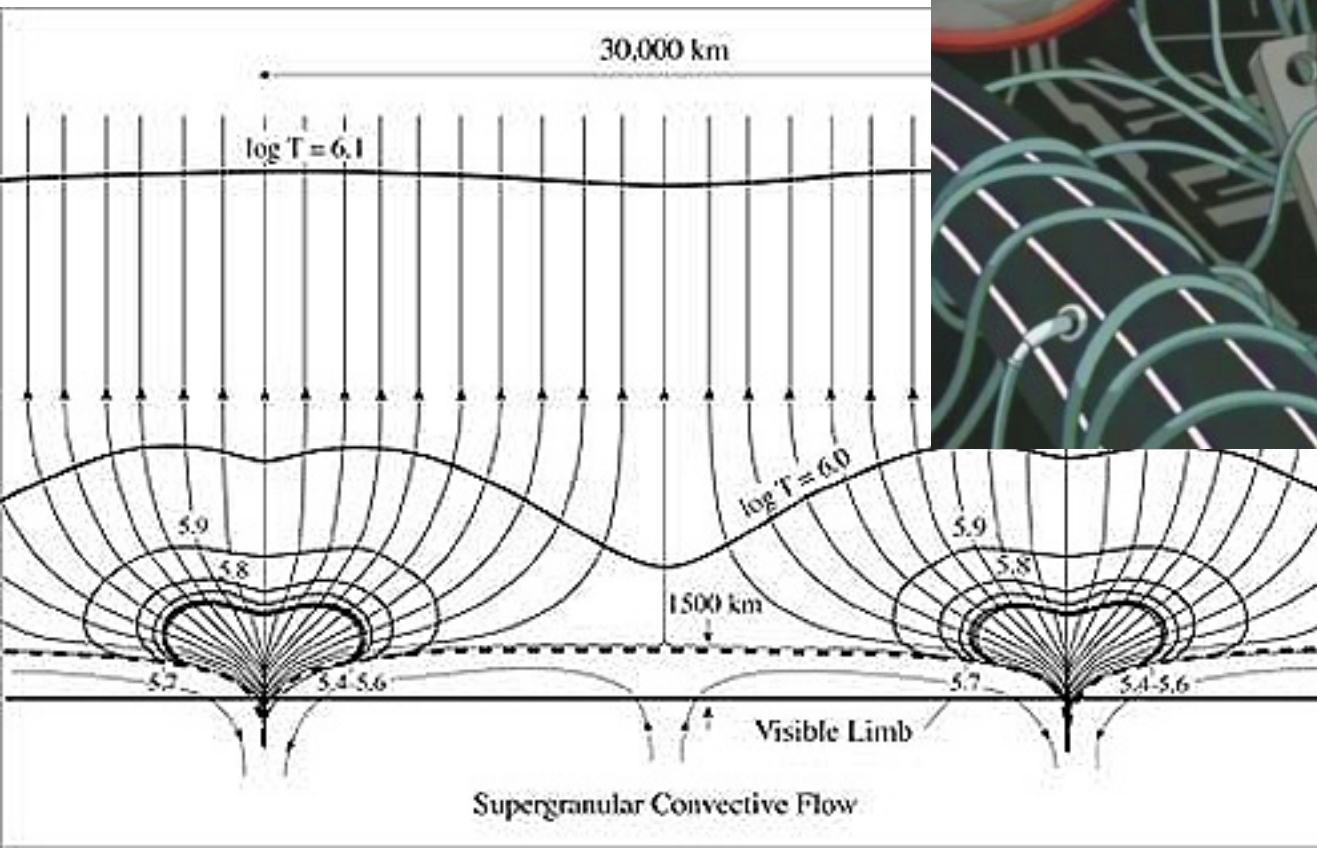 30,000 km
log T = 6.1
log T = 6.0
5.9
5.9
5.8
5.8
1500 km
5.7
5.4-5.6
5.7
5.4-5.6
Visible Limb
Supergranular Convective Flow